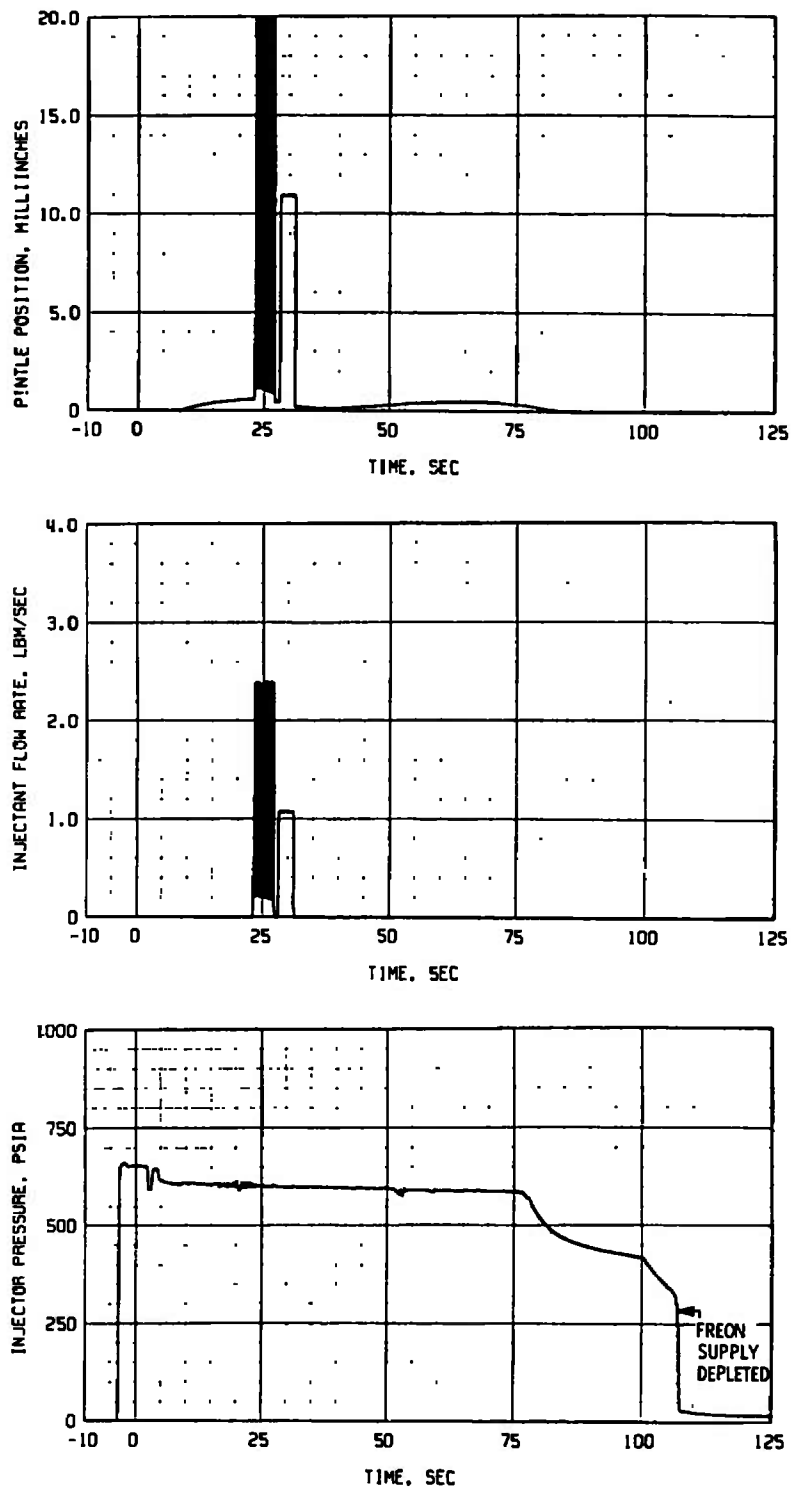 20.0
15.0
10.0
5.0
0
PINTLE POSITION, MILLIINCHES
-10 0 25 50 75 100 125
TIME, SEC
4.0
3.0
2.0
1.0
0
INJECTANT FLOW RATE, LBM/SEC
-10 0 25 50 75 100 125
TIME, SEC
1000
750
500
250
0
INJECTOR PRESSURE, PSIA
FREON
SUPPLY
DEPLETED
-10 0 25 50 75 100 125
TIME, SEC